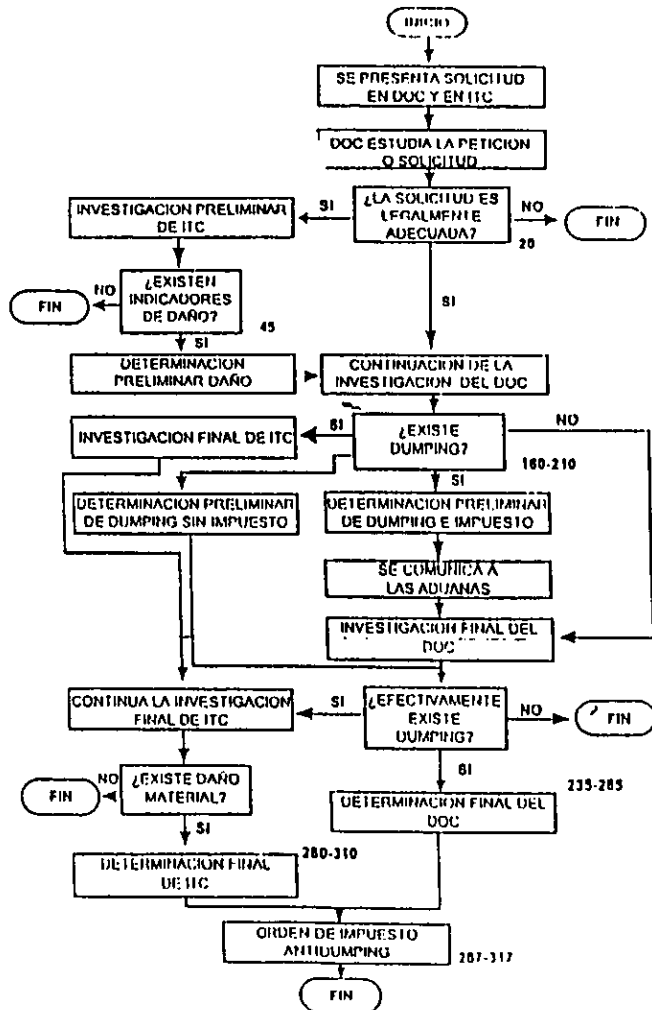 INICIO
SE PRESENTA SOLICITUD
EN DOC Y EN ITC
DOC ESTUDIA LA PETICION
O SOLICITUD
INVESTIGACION PRELIMINAR
DE ITC
SI
¿LA SOLICITUD ES
LEGALMENTE
ADECUADA?
NO
FIN
20
FIN
NO
¿EXISTEN
INDICADORES
DE DAÑO?
45
SI
SI
DETERMINACION
PRELIMINAR DAÑO
CONTINUACION DE LA
INVESTIGACION DEL DOC
INVESTIGACION FINAL DE ITC
SI
¿EXISTE
DUMPING?
NO
160-210
SI
DETERMINACION PRELIMINAR
DE DUMPING SIN IMPUESTO
DETERMINACION PRELIMINAR
DE DUMPING E IMPUESTO
SE COMUNICA A
LAS ADUANAS
INVESTIGACION FINAL DEL
DOC
CONTINUA LA INVESTIGACION
FINAL DE ITC
SI
¿EFECTIVAMENTE
EXISTE
DUMPING?
NO
FIN
FIN
NO
¿EXISTE DAÑO
MATERIAL?
SI
SI
235-285
DETERMINACION FINAL DEL
DOC
280-310
DETERMINACION FINAL
DE ITC
ORDEN DE IMPUESTO
ANTIDUMPING
287-317
FIN